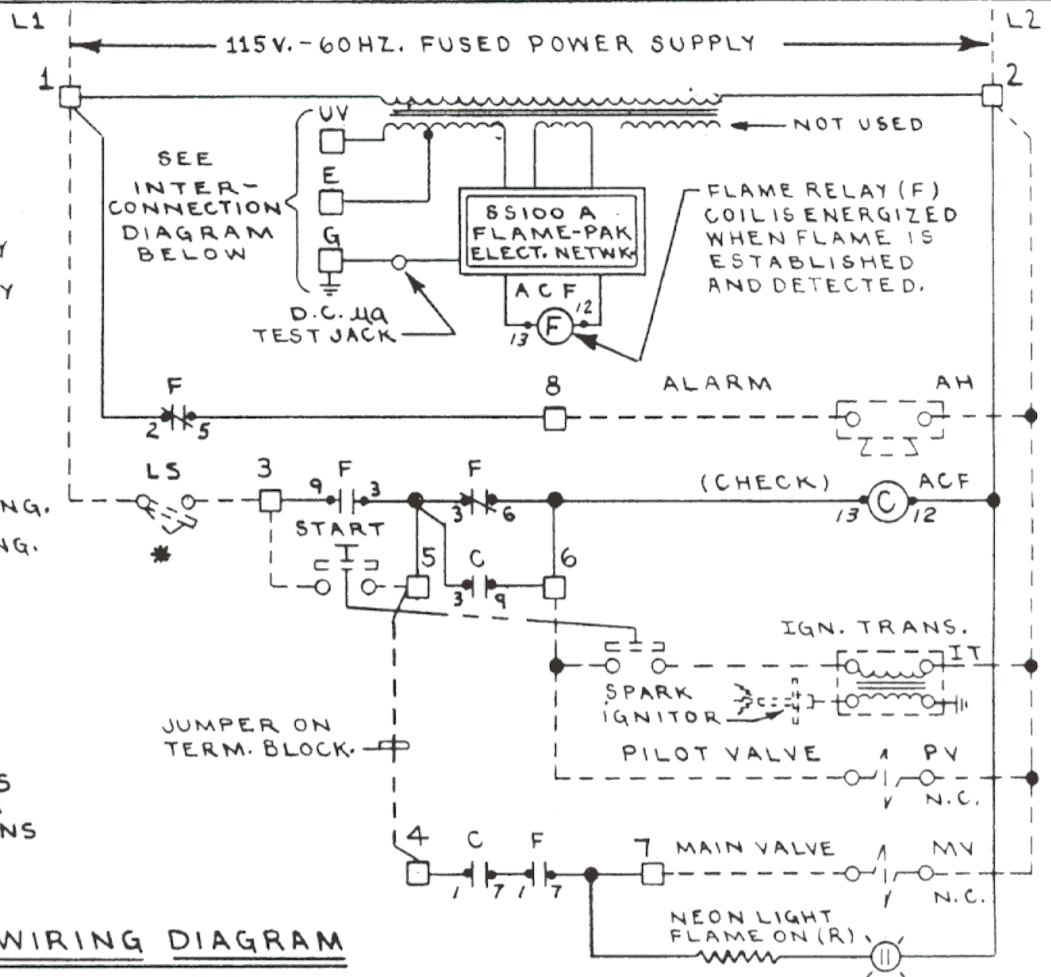 L1
L2
115V.-60HZ. FUSED POWER SUPPLY
1
2
UV
NOT USED
SEE
INTER-
CONNECTION
DIAGRAM
BELOW
E
G
SS100 A
FLAME-PAK
ELECT. NETWK.
FLAME RELAY (F)
COIL IS ENERGIZED
WHEN FLAME IS
ESTABLISHED
AND DETECTED.
D.C. µa
TEST JACK
A C F
13 F 12
Y
Y
F
8
ALARM
AH
2 5
LS
3
F
F
(CHECK)
ACF
9 3
3 6
13 C 12
NG.
NG.
START
5
C
6
3 9
IGN. TRANS.
IT
SPARK
IGNITOR
JUMPER ON
TERM. BLOCK.
PILOT VALVE
PV
N.C.
S
NS
4
C
F
7
MAIN VALVE
MV
N.C.
1 7 1 7
NEON LIGHT
FLAME ON (R)
WIRING DIAGRAM